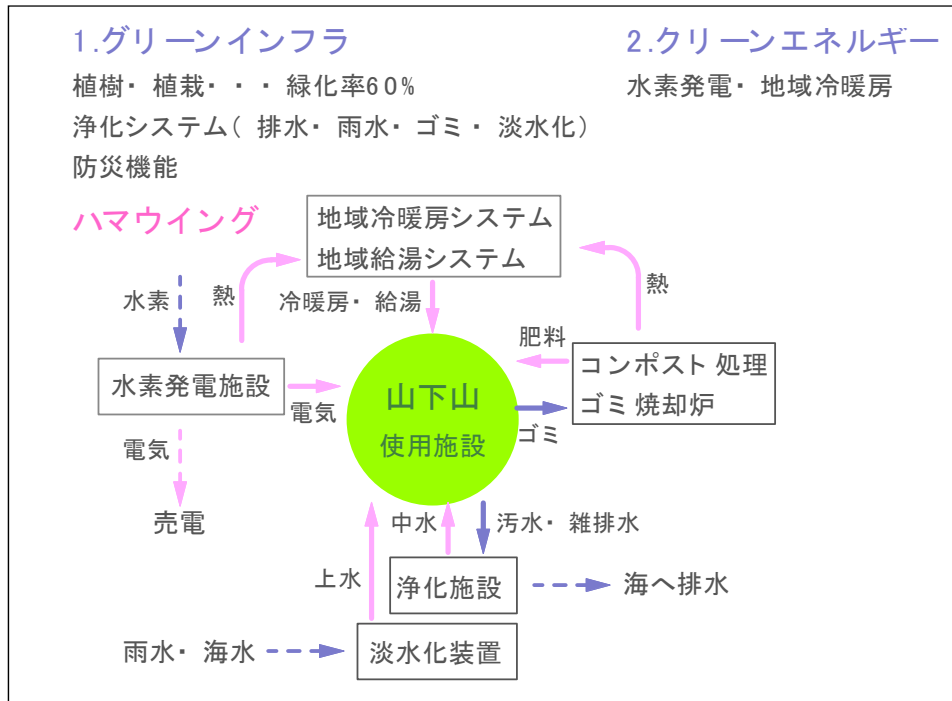 1.グリーンインフラ
2.クリーンエネルギー
植樹・植栽・・・緑化率60%
水素発電・地域冷暖房
浄化システム(排水・雨水・ゴミ・淡水化)
防災機能
ハマウイング
地域冷暖房システム
地域給湯システム
水素
熱
冷暖房・給湯
熱
肥料
水素発電施設
電気
山下山
使用施設
コンポスト処理
ゴミ焼却炉
ゴミ
電気
売電
中水
汚水・雑排水
上水
浄化施設
海へ排水
雨水・海水
淡水化装置